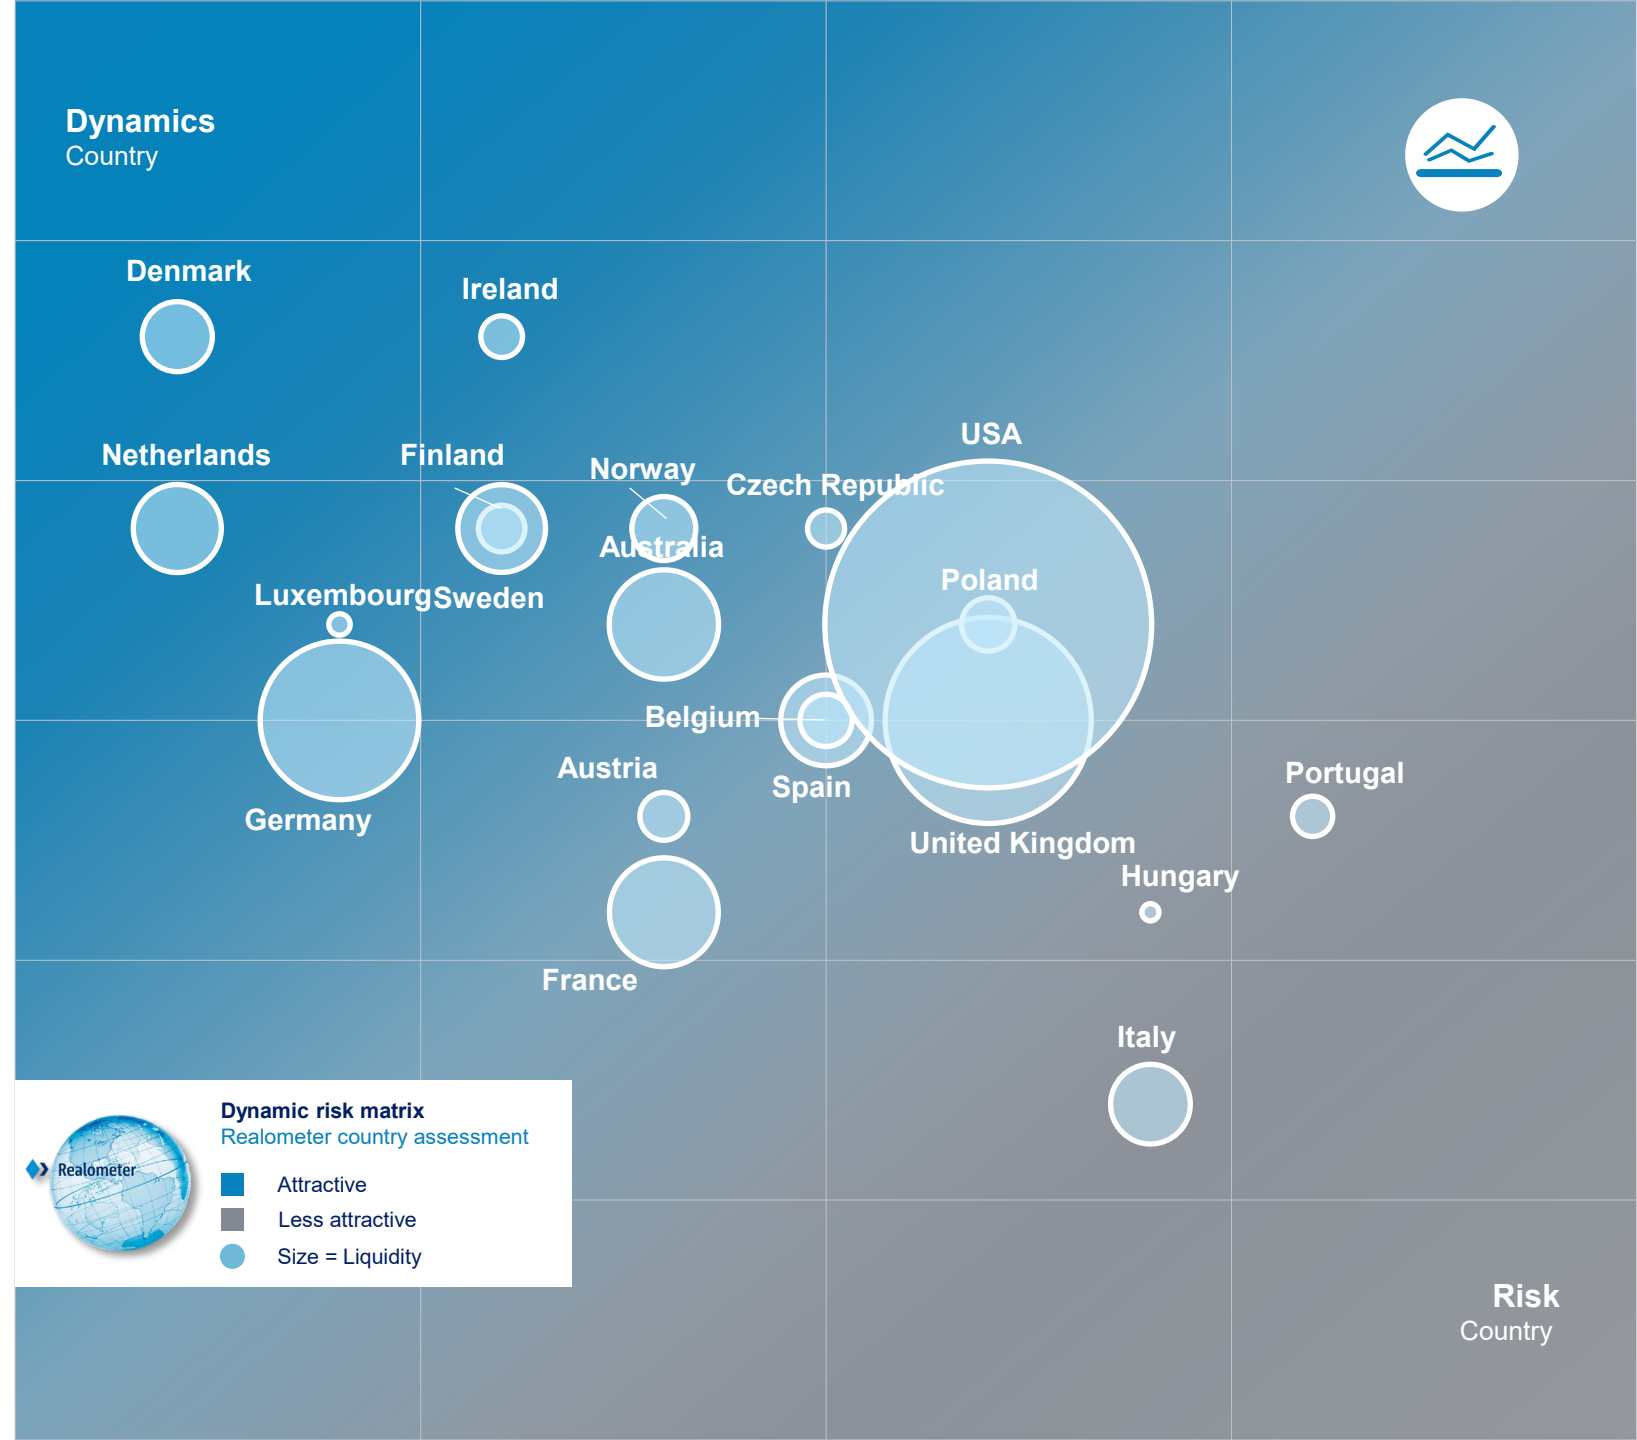 Dynamics
Country
Denmark
Ireland
USA
Netherlands
Finland
Norway
Czech Republic
Australia
Poland
Luxembourg
Sweden
Belgium
Austria
Spain
Portugal
Germany
United Kingdom
Hungary
France
Italy
Dynamic risk matrix
Realometer country assessment
Realometer
Attractive
Less attractive
Size = Liquidity
Risk
Country